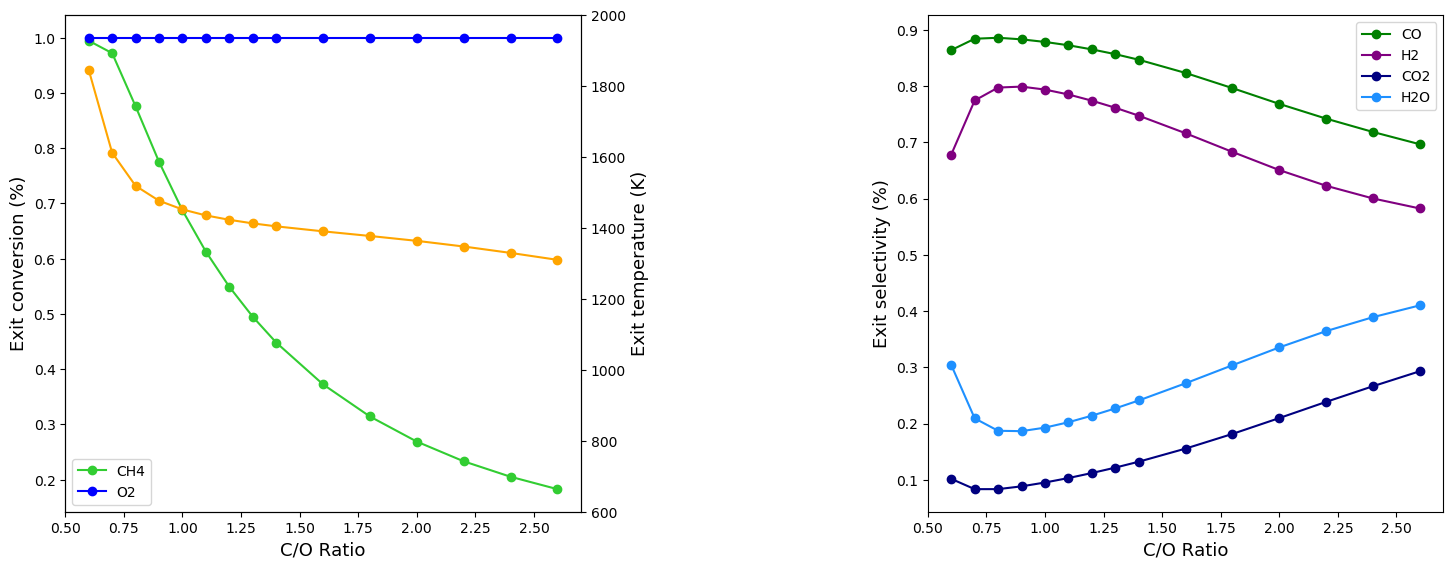 1.0
0.9
0.8
0.7
0.6
0.5
0.4
0.3
0.2
Exit conversion (%)
CH4
O2
0.50 0.75 1.00 1.25 1.50 1.75 2.00 2.25 2.50
C/O Ratio
2000
1800
1600
1400
1200
1000
800
600
Exit temperature (K)
0.9
0.8
0.7
0.6
0.5
0.4
0.3
0.2
0.1
Exit selectivity (%)
CO
H2
CO2
H2O
0.50 0.75 1.00 1.25 1.50 1.75 2.00 2.25 2.50
C/O Ratio